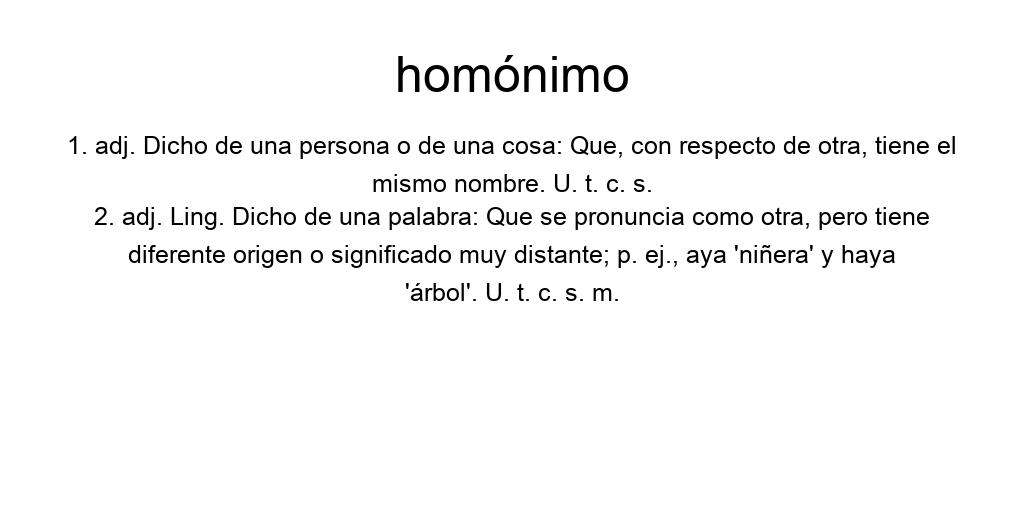 homónimo
1. adj. Dicho de una persona o de una cosa: Que, con respecto de otra, tiene el
mismo nombre. U. t. c. s.
2. adj. Ling. Dicho de una palabra: Que se pronuncia como otra, pero tiene
diferente origen o significado muy distante; p. ej., aya 'niñera' y haya
'árbol'. U. t. c. s. m.